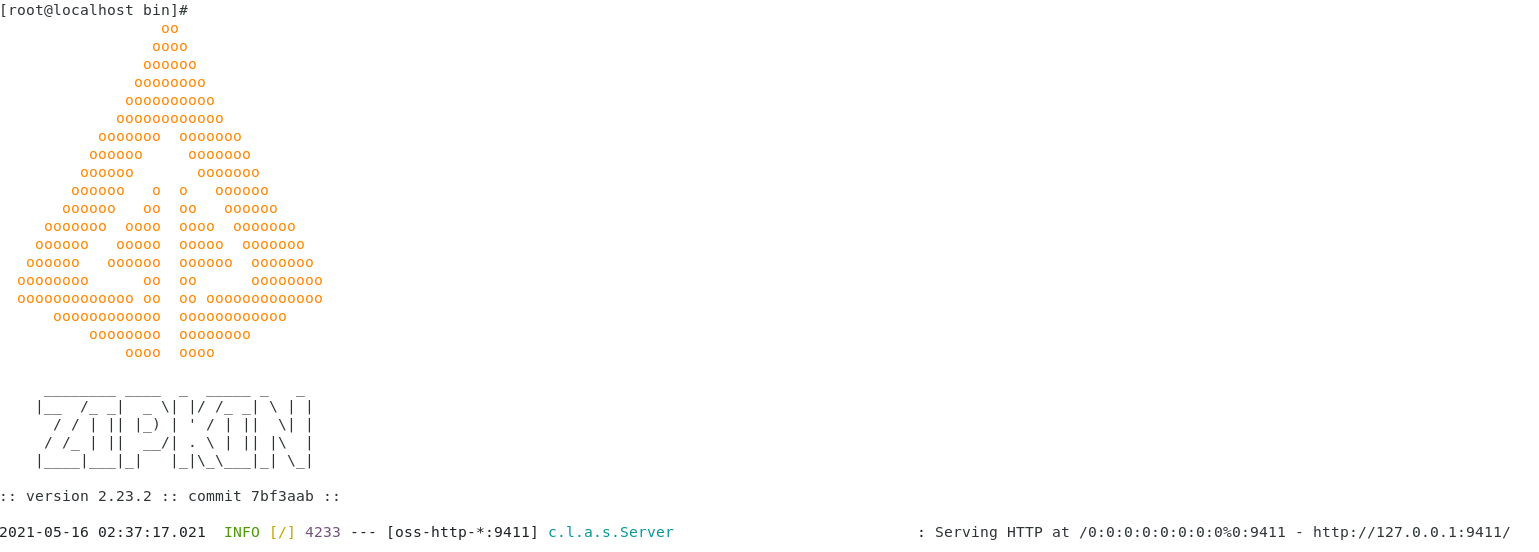 [root@localhost bin]#
                  oo
                 oooo
                oooooo
               oooooooo
              oooooooooo
             oooooooooooo
           ooooooo  ooooooo
          oooooo     ooooooo
         oooooo       ooooooo
        oooooo   o  o   oooooo
       oooooo   oo  oo   oooooo
     ooooooo  oooo  oooo  ooooooo
    oooooo   ooooo  ooooo  ooooooo
   oooooo   oooooo  oooooo  ooooooo
  oooooooo      oo  oo      oooooooo
  ooooooooooooo oo  oo ooooooooooooo
      oooooooooooo  oooooooooooo
          oooooooo  oooooooo
              oooo  oooo

     ________ ____  _  _____ _   _
    |__  /_ _|  _ \| |/ /_ _| \ | |
      / / | || |_) | ' / | ||  \| |
     / /_ | ||  __/| . \ | || |\  |
    |____|___|_|   |_|\_\___|_| \_|

:: version 2.23.2 :: commit 7bf3aab ::

2021-05-16 02:37:17.021  INFO [/] 4233 --- [oss-http-*:9411] c.l.a.s.Server                           : Serving HTTP at /0:0:0:0:0:0:0:0%0:9411 - http://127.0.0.1:9411/